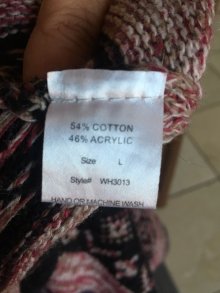 54% COTTON
46% ACRYLIC
Size L
Style# WH3013
HAND OR MACHINE WASH